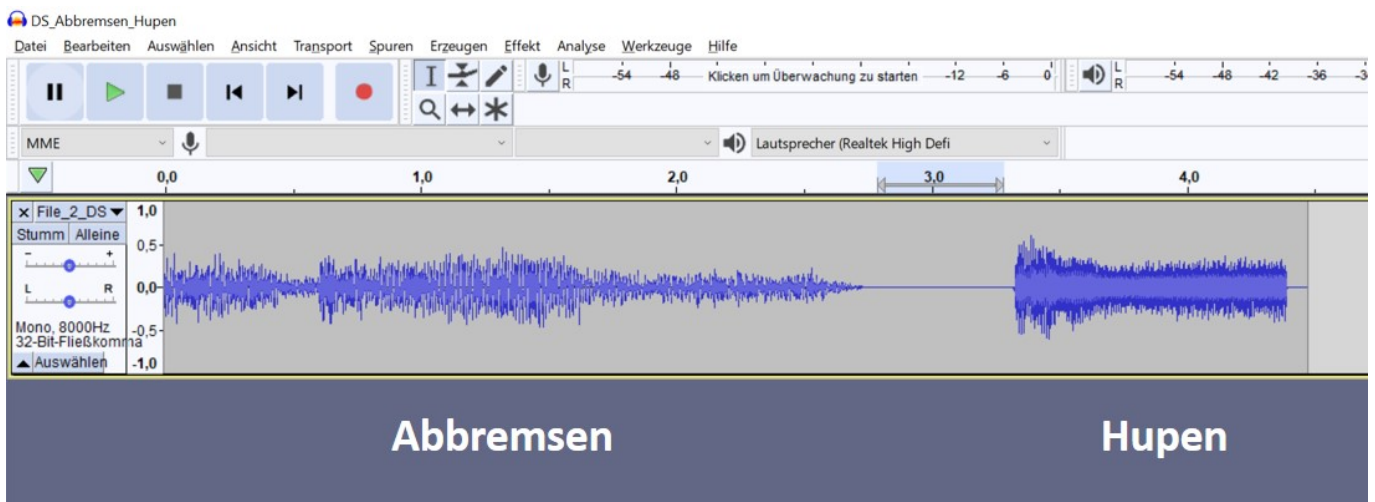 DS_Abbremsen_Hupen
Datei Bearbeiten Auswählen Ansicht Transport Spuren Erzeugen Effekt Analyse Werkzeuge Hilfe
L R -54 -48 Klicken um Überwachung zu starten -12 -6 0 L R -54 -48 -42 -36
MME Lautsprecher (Realtek High Defi
0,0 1,0 2,0 3,0 4,0
× File_2_DS 1,0
Stumm Alleine
- + 0,5
L R 0,0
Mono, 8000Hz -0,5
32-Bit-Fließkomma
Auswählen -1,0
Abbremsen Hupen